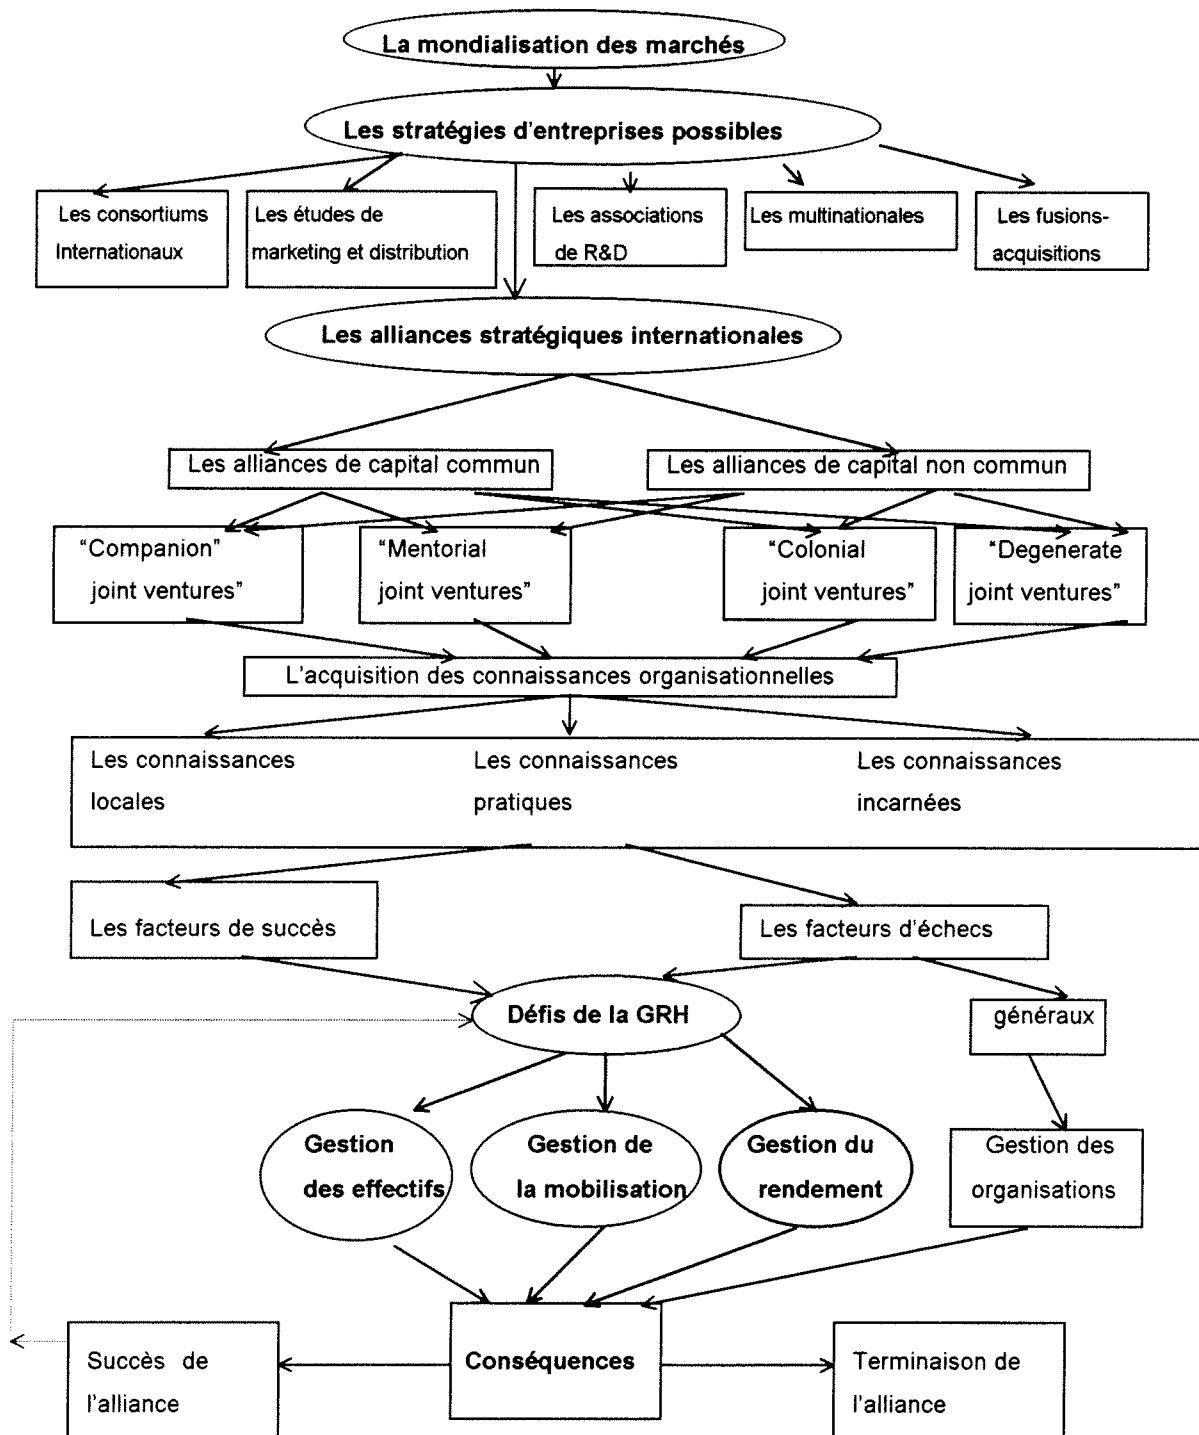 La mondialisation des marchés
Les stratégies d'entreprises possibles
Les consortiums
Internationaux
Les études de
marketing et distribution
Les associations
de R&D
Les multinationales
Les fusions-
acquisitions
Les alliances stratégiques internationales
Les alliances de capital commun
Les alliances de capital non commun
“Companion”
joint ventures”
“Mentorial
joint ventures”
“Colonial
joint ventures”
“Degenerate
joint ventures”
L'acquisition des connaissances organisationnelles
Les connaissances
locales
Les connaissances
pratiques
Les connaissances
incarnées
Les facteurs de succès
Les facteurs d'échecs
Défis de la GRH
généraux
Gestion
des effectifs
Gestion de
la mobilisation
Gestion du
rendement
Gestion des
organisations
Succès de
l'alliance
Conséquences
Terminaison de
l'alliance